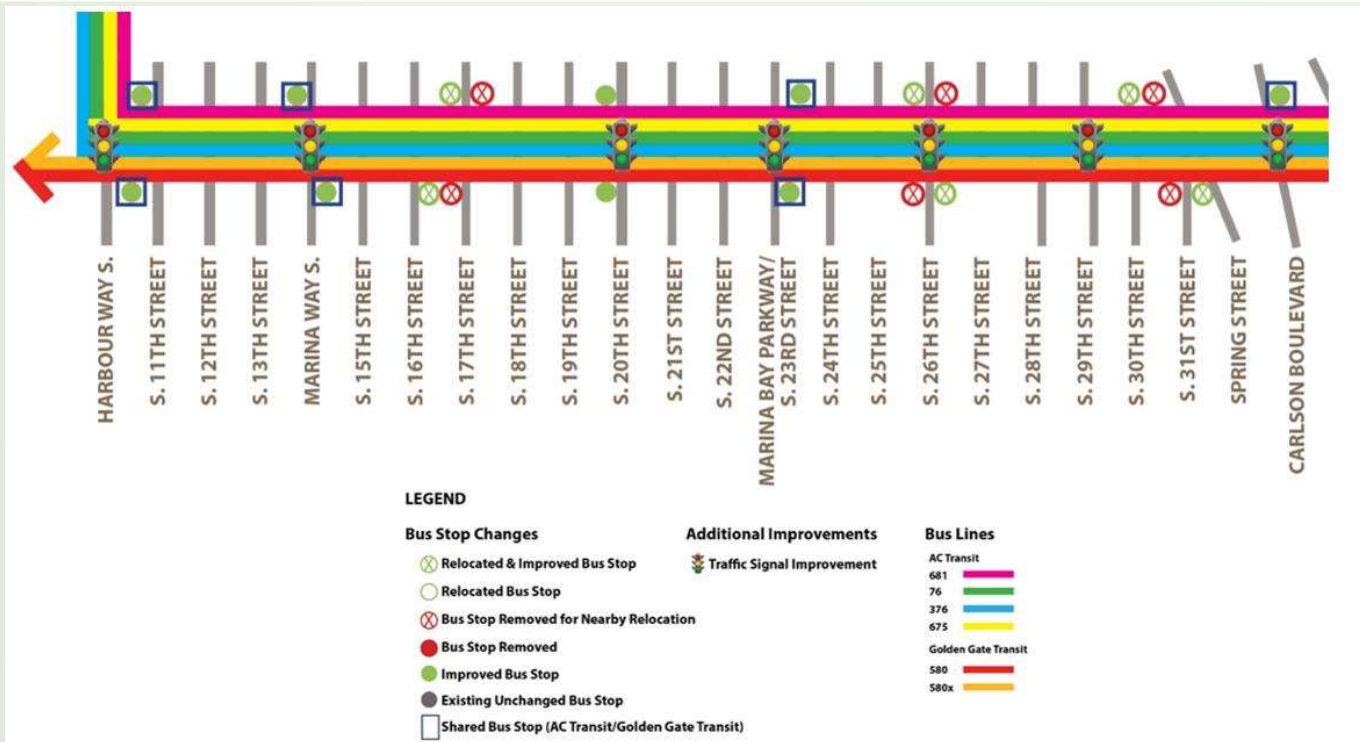 HARBOUR WAY S.
S. 11TH STREET
S. 12TH STREET
S. 13TH STREET
MARINA WAY S.
S. 15TH STREET
S. 16TH STREET
S. 17TH STREET
S. 18TH STREET
S. 19TH STREET
S. 20TH STREET
S. 21ST STREET
S. 22ND STREET
MARINA BAY PARKWAY/
S. 23RD STREET
S. 24TH STREET
S. 25TH STREET
S. 26TH STREET
S. 27TH STREET
S. 28TH STREET
S. 29TH STREET
S. 30TH STREET
S. 31ST STREET
SPRING STREET
CARLSON BOULEVARD
LEGEND
Bus Stop Changes
Relocated & Improved Bus Stop
Relocated Bus Stop
Bus Stop Removed for Nearby Relocation
Bus Stop Removed
Improved Bus Stop
Existing Unchanged Bus Stop
Shared Bus Stop (AC Transit/Golden Gate Transit)
Additional Improvements
Traffic Signal Improvement
Bus Lines
AC Transit
681
76
376
675
Golden Gate Transit
580
580x